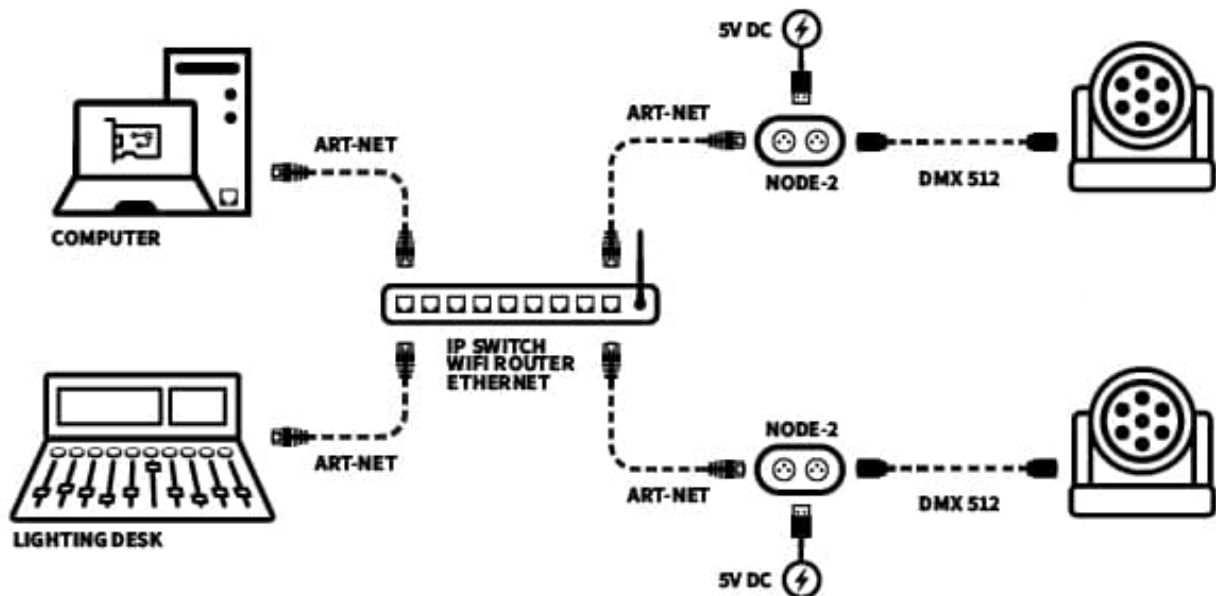 5V DC
ART-NET
ART-NET
NODE-2
DMX 512
COMPUTER
IP SWITCH
WIFI ROUTER
ETHERNET
NODE-2
ART-NET
ART-NET
DMX 512
LIGHTING DESK
5V DC